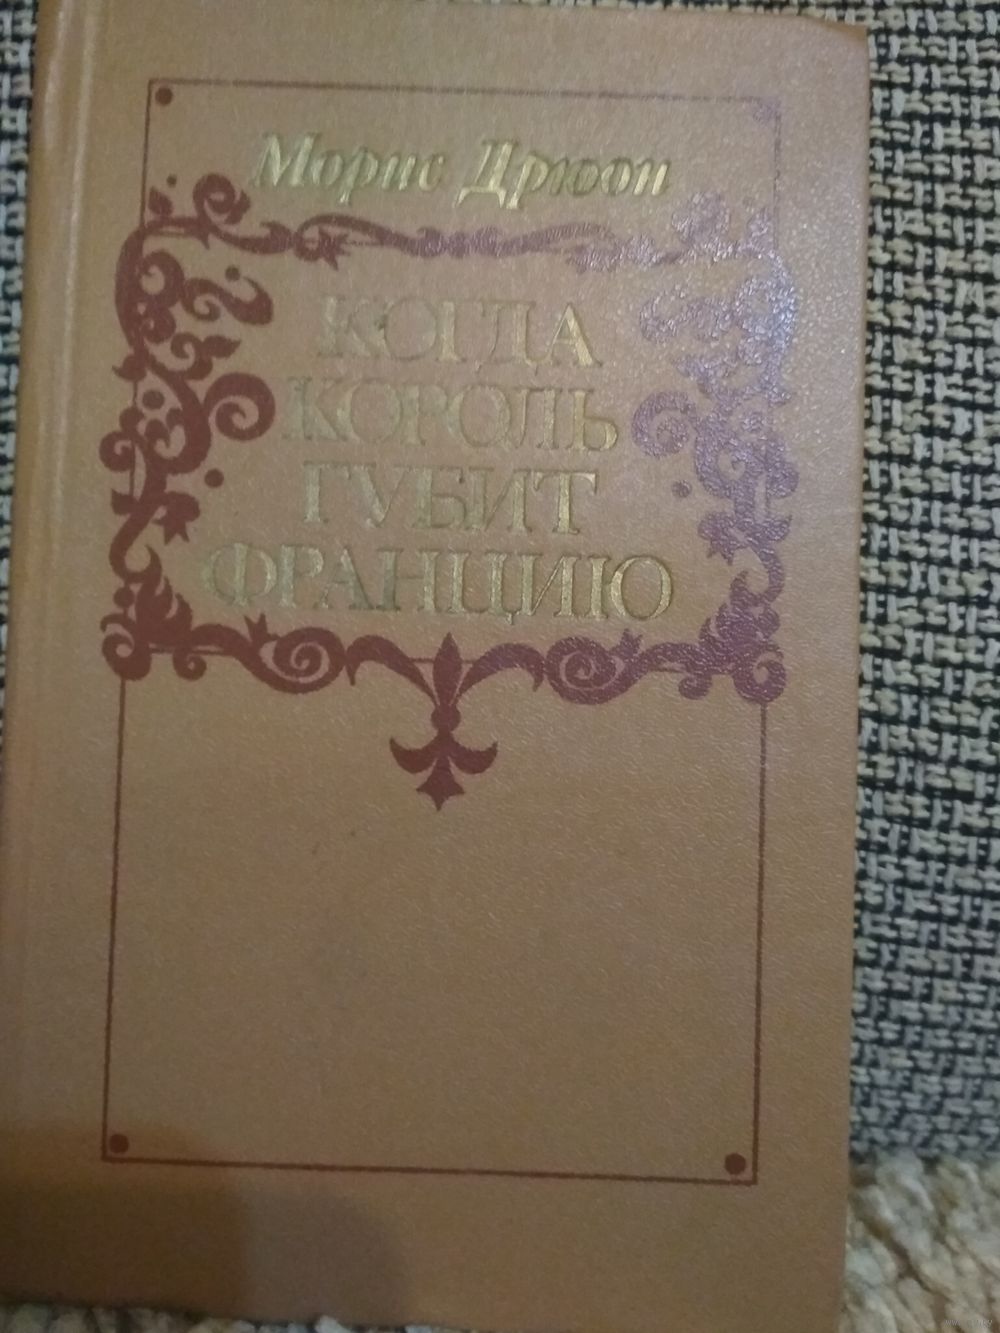 Морис Дрюон
КОГДА
КОРОЛЬ
ГУБИТ
ФРАНЦИЮ